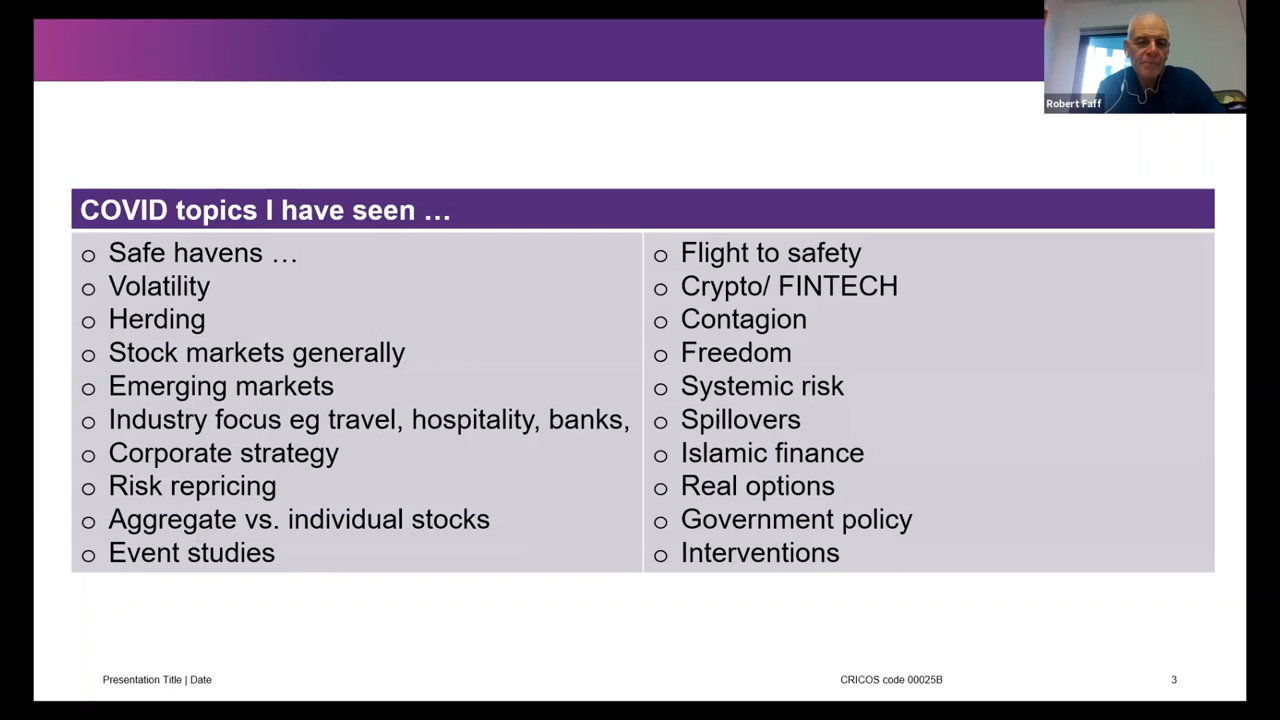 Robert Faff
COVID topics I have seen …
o Safe havens …
o Volatility
o Herding
o Stock markets generally
o Emerging markets
o Industry focus eg travel, hospitality, banks,
o Corporate strategy
o Risk repricing
o Aggregate vs. individual stocks
o Event studies
o Flight to safety
o Crypto/ FINTECH
o Contagion
o Freedom
o Systemic risk
o Spillovers
o Islamic finance
o Real options
o Government policy
o Interventions
Presentation Title | Date
CRICOS code 00025B
3